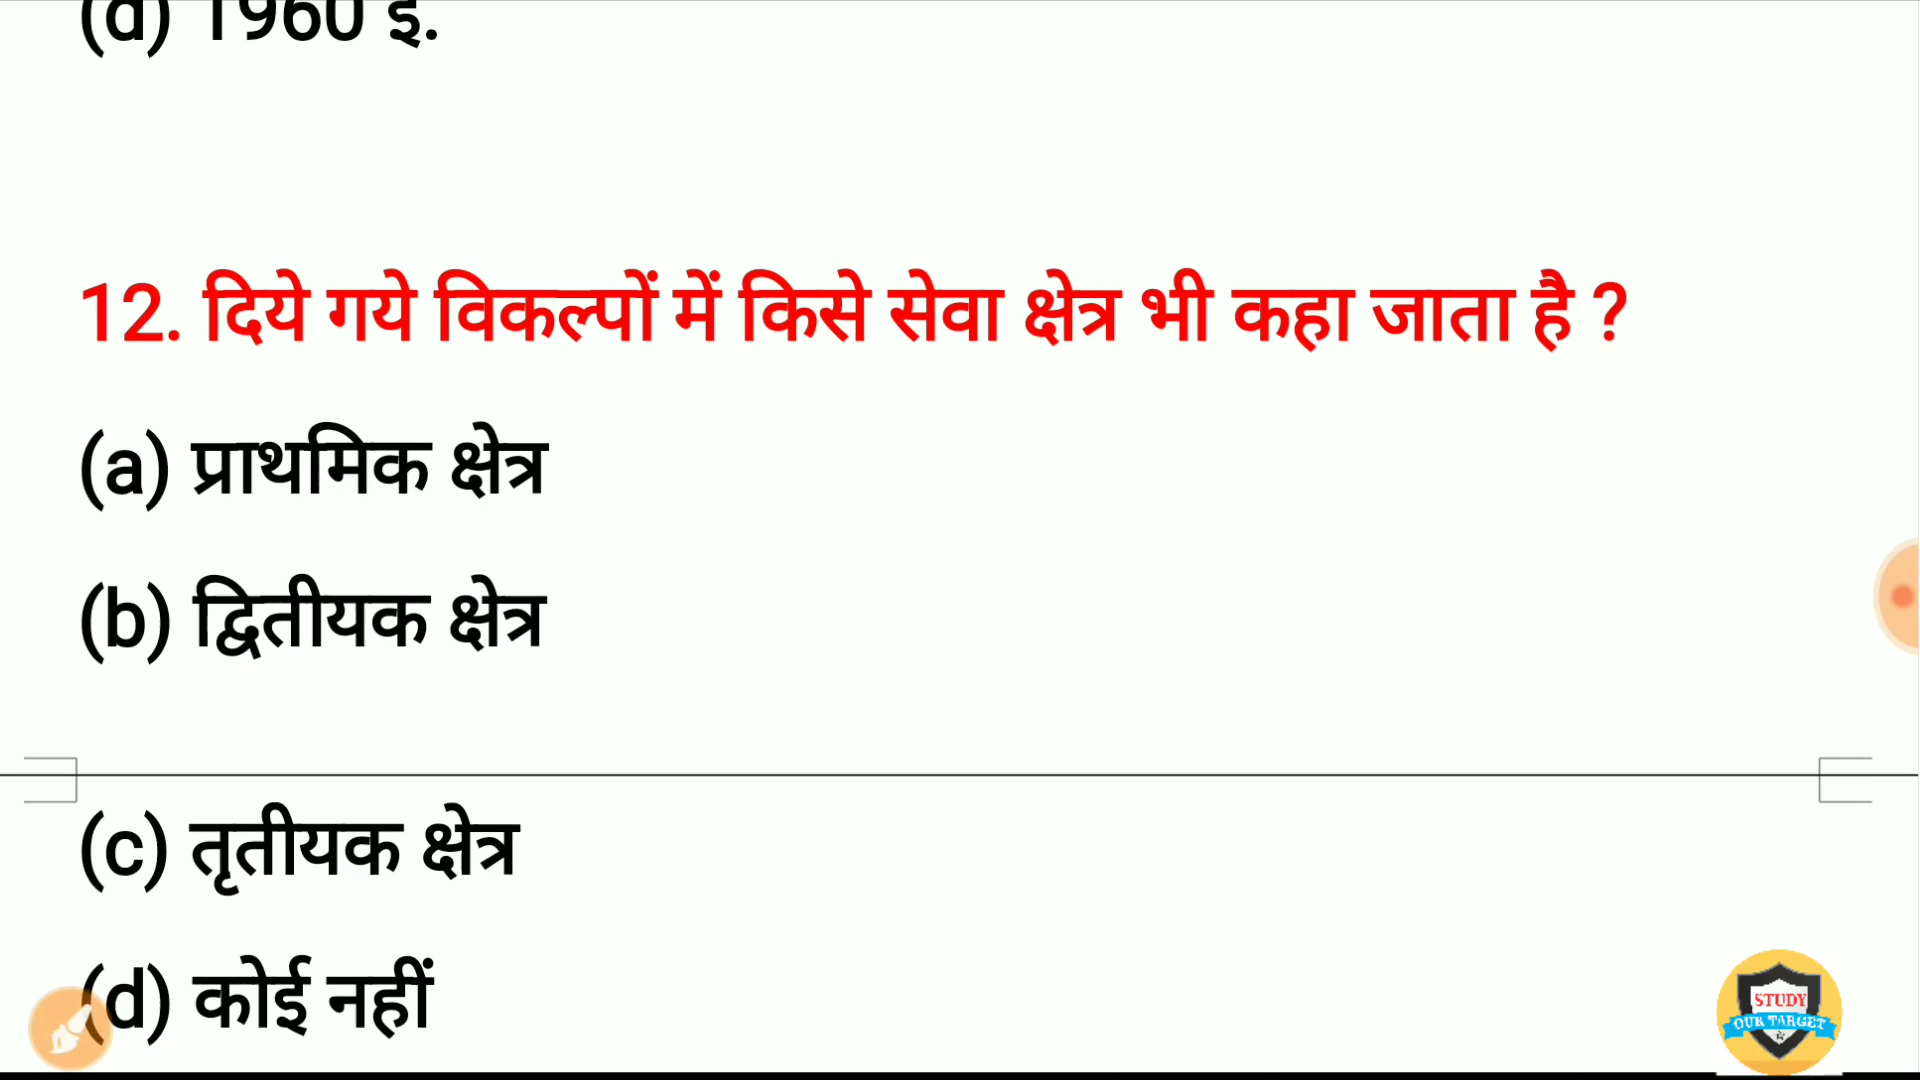 (d) 1960 ई.
12. दिये गये विकल्पों में किसे सेवा क्षेत्र भी कहा जाता है ?
(a) प्राथमिक क्षेत्र
(b) द्वितीयक क्षेत्र
(c) तृतीयक क्षेत्र
(d) कोई नहीं
STUDY
OUR TARGET